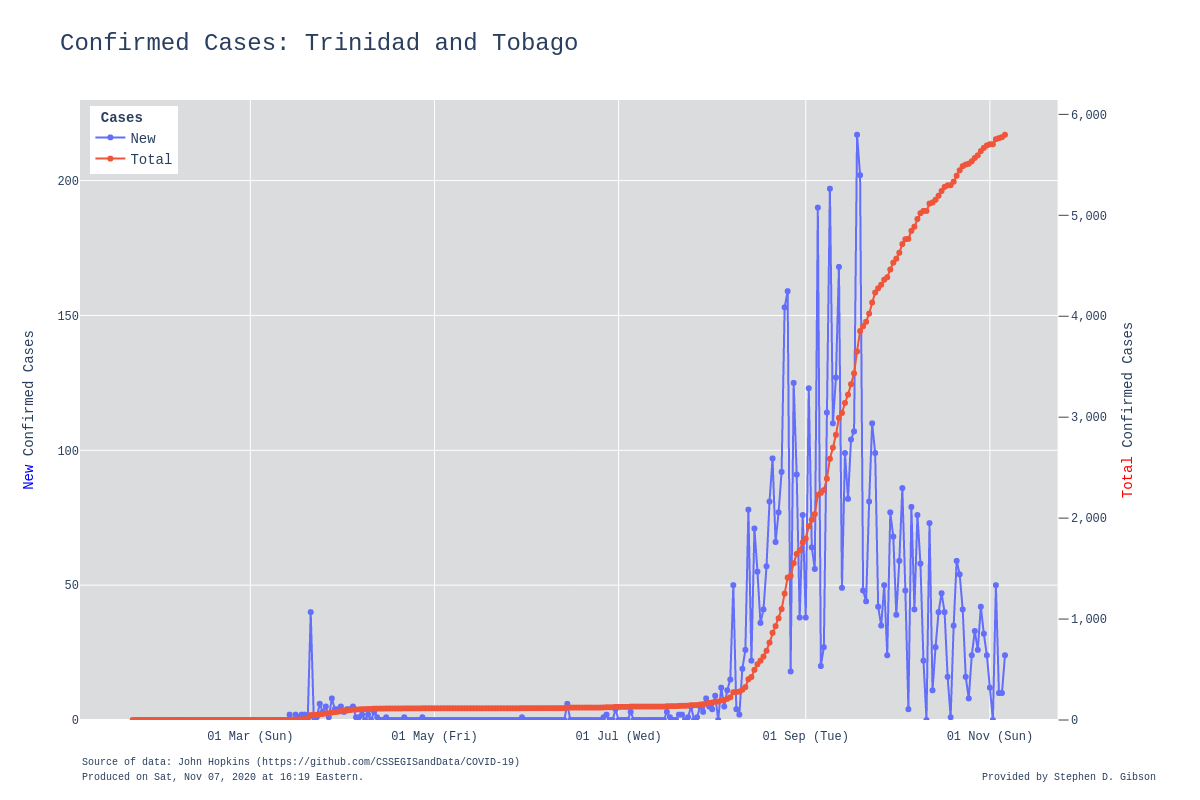 Confirmed Cases: Trinidad and Tobago
Cases
New
Total
200
150
100
50
0
New Confirmed Cases
6,000
5,000
4,000
3,000
2,000
1,000
0
Total Confirmed Cases
01 Mar (Sun)
01 May (Fri)
01 Jul (Wed)
01 Sep (Tue)
01 Nov (Sun)
Source of data: John Hopkins (https://github.com/CSSEGISandData/COVID-19)
Produced on Sat, Nov 07, 2020 at 16:19 Eastern.
Provided by Stephen D. Gibson